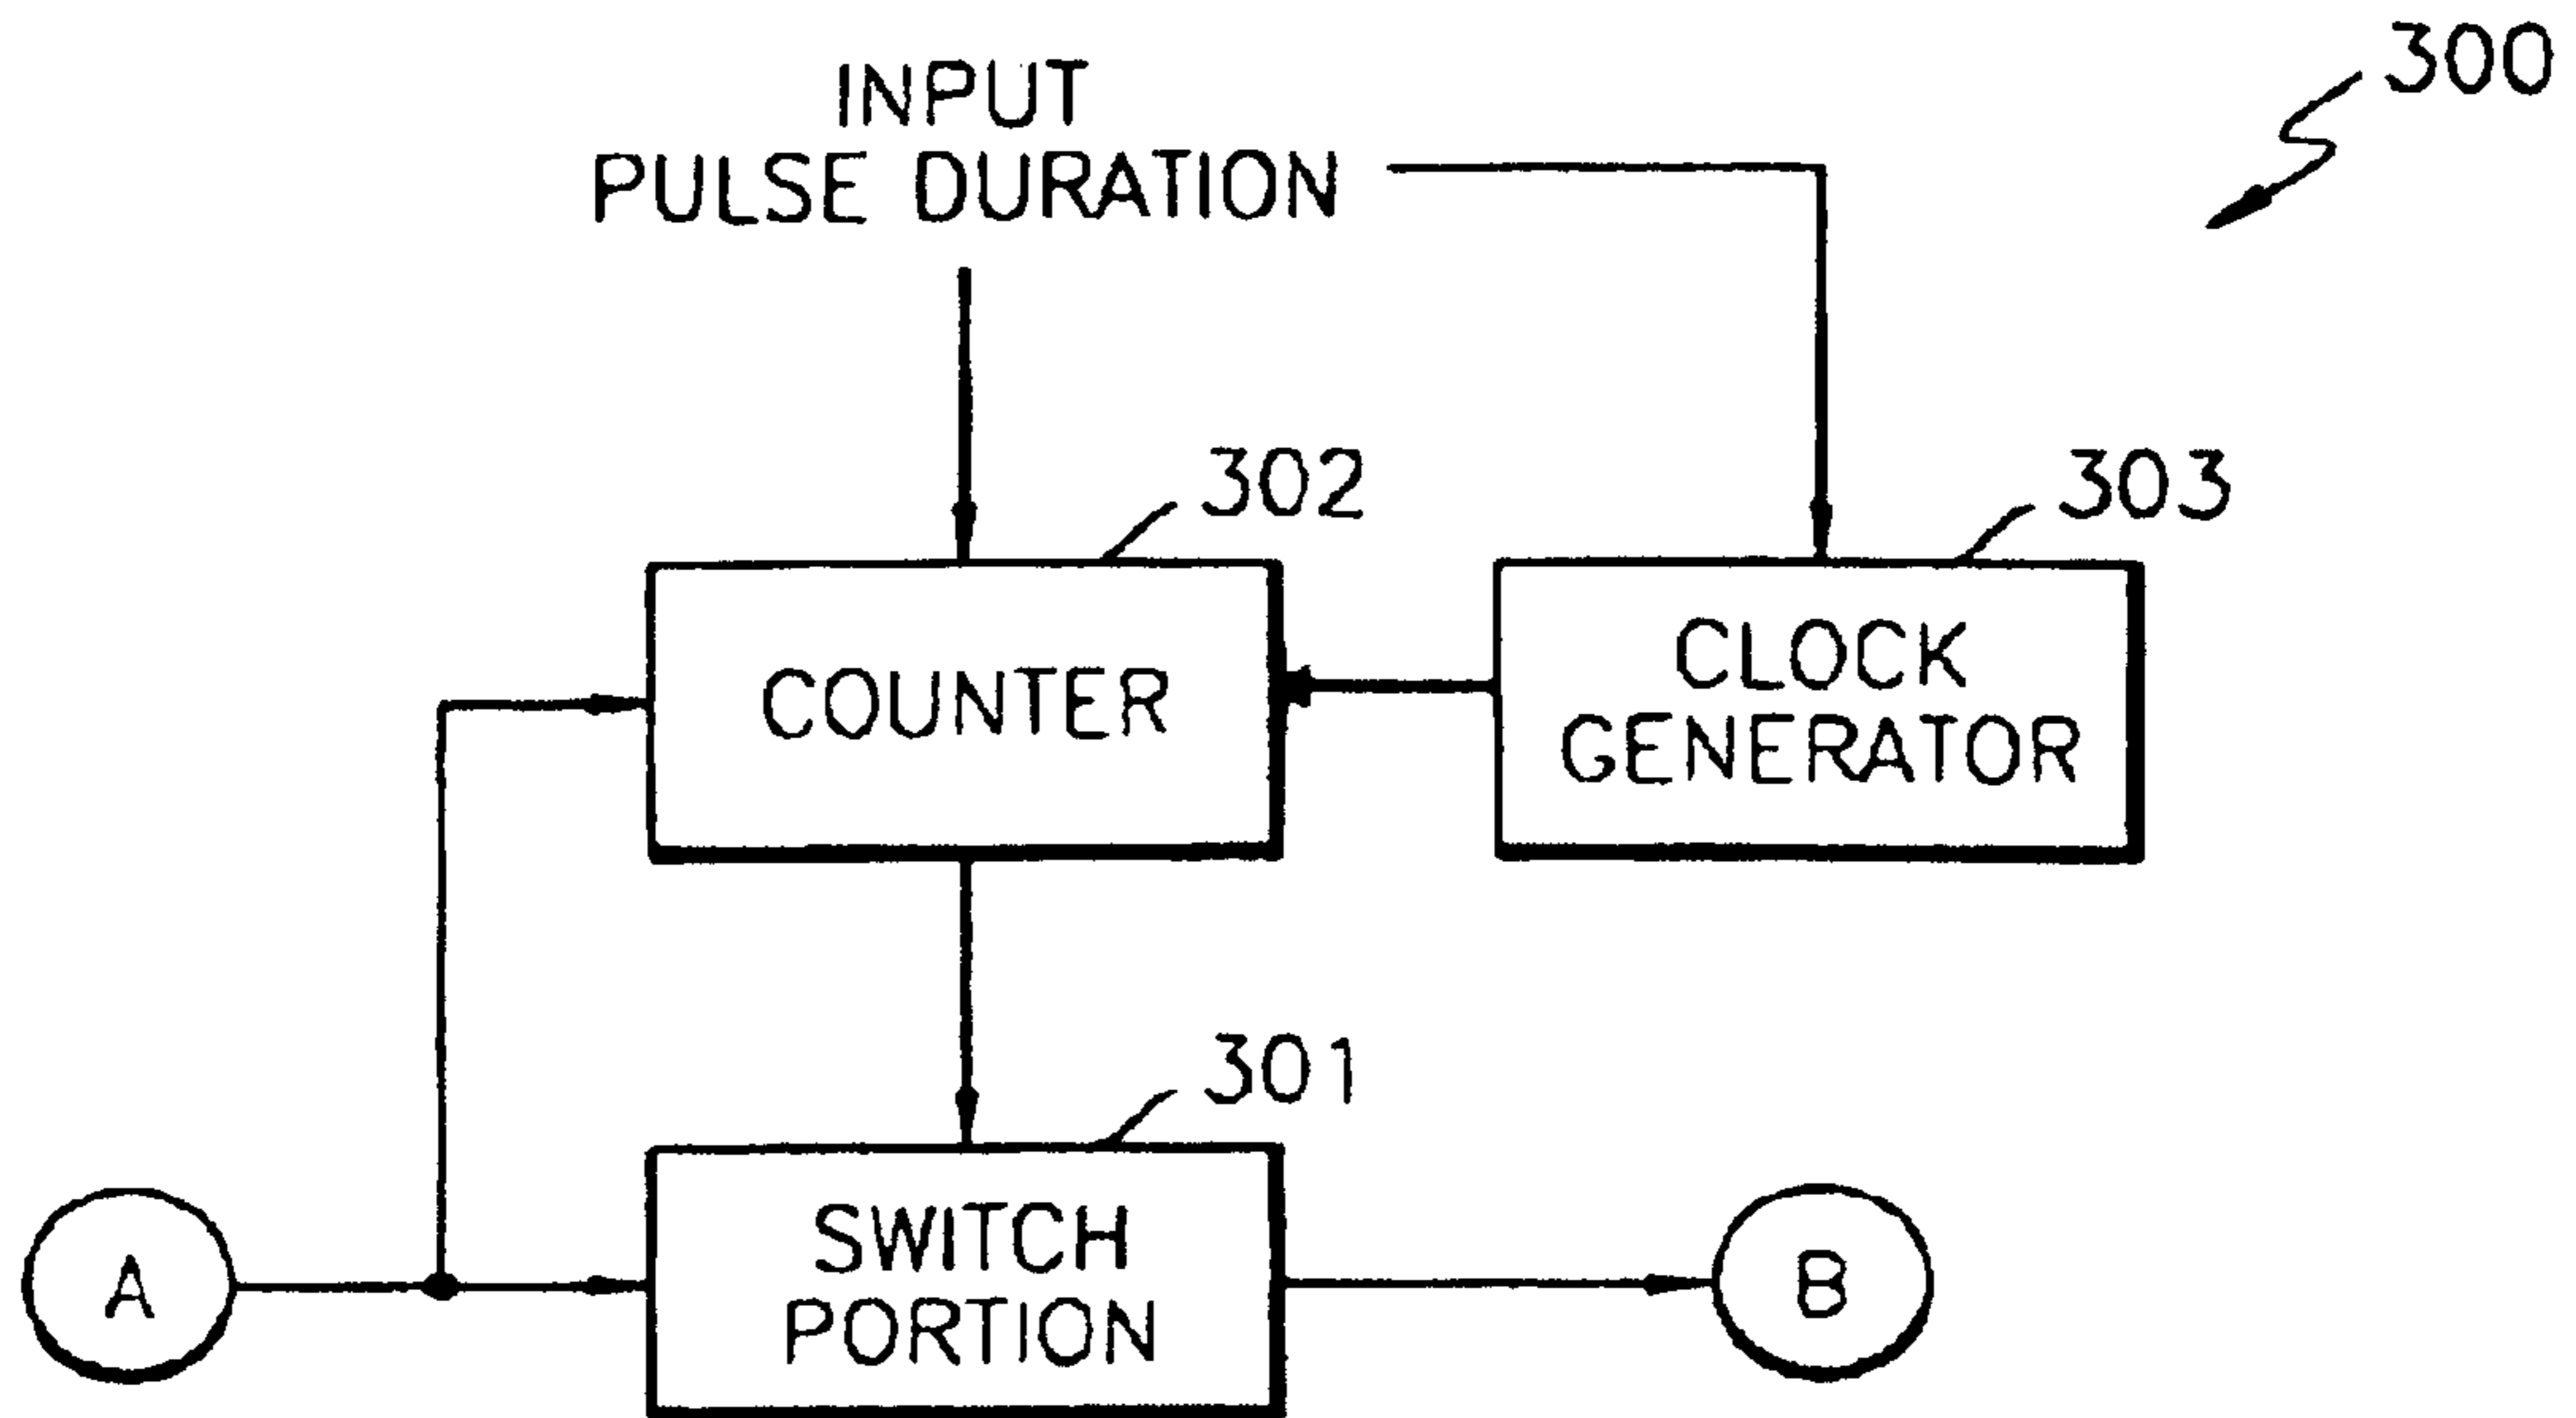 300
INPUT
PULSE DURATION
302
303
COUNTER
CLOCK
GENERATOR
301
A
SWITCH
PORTION
B